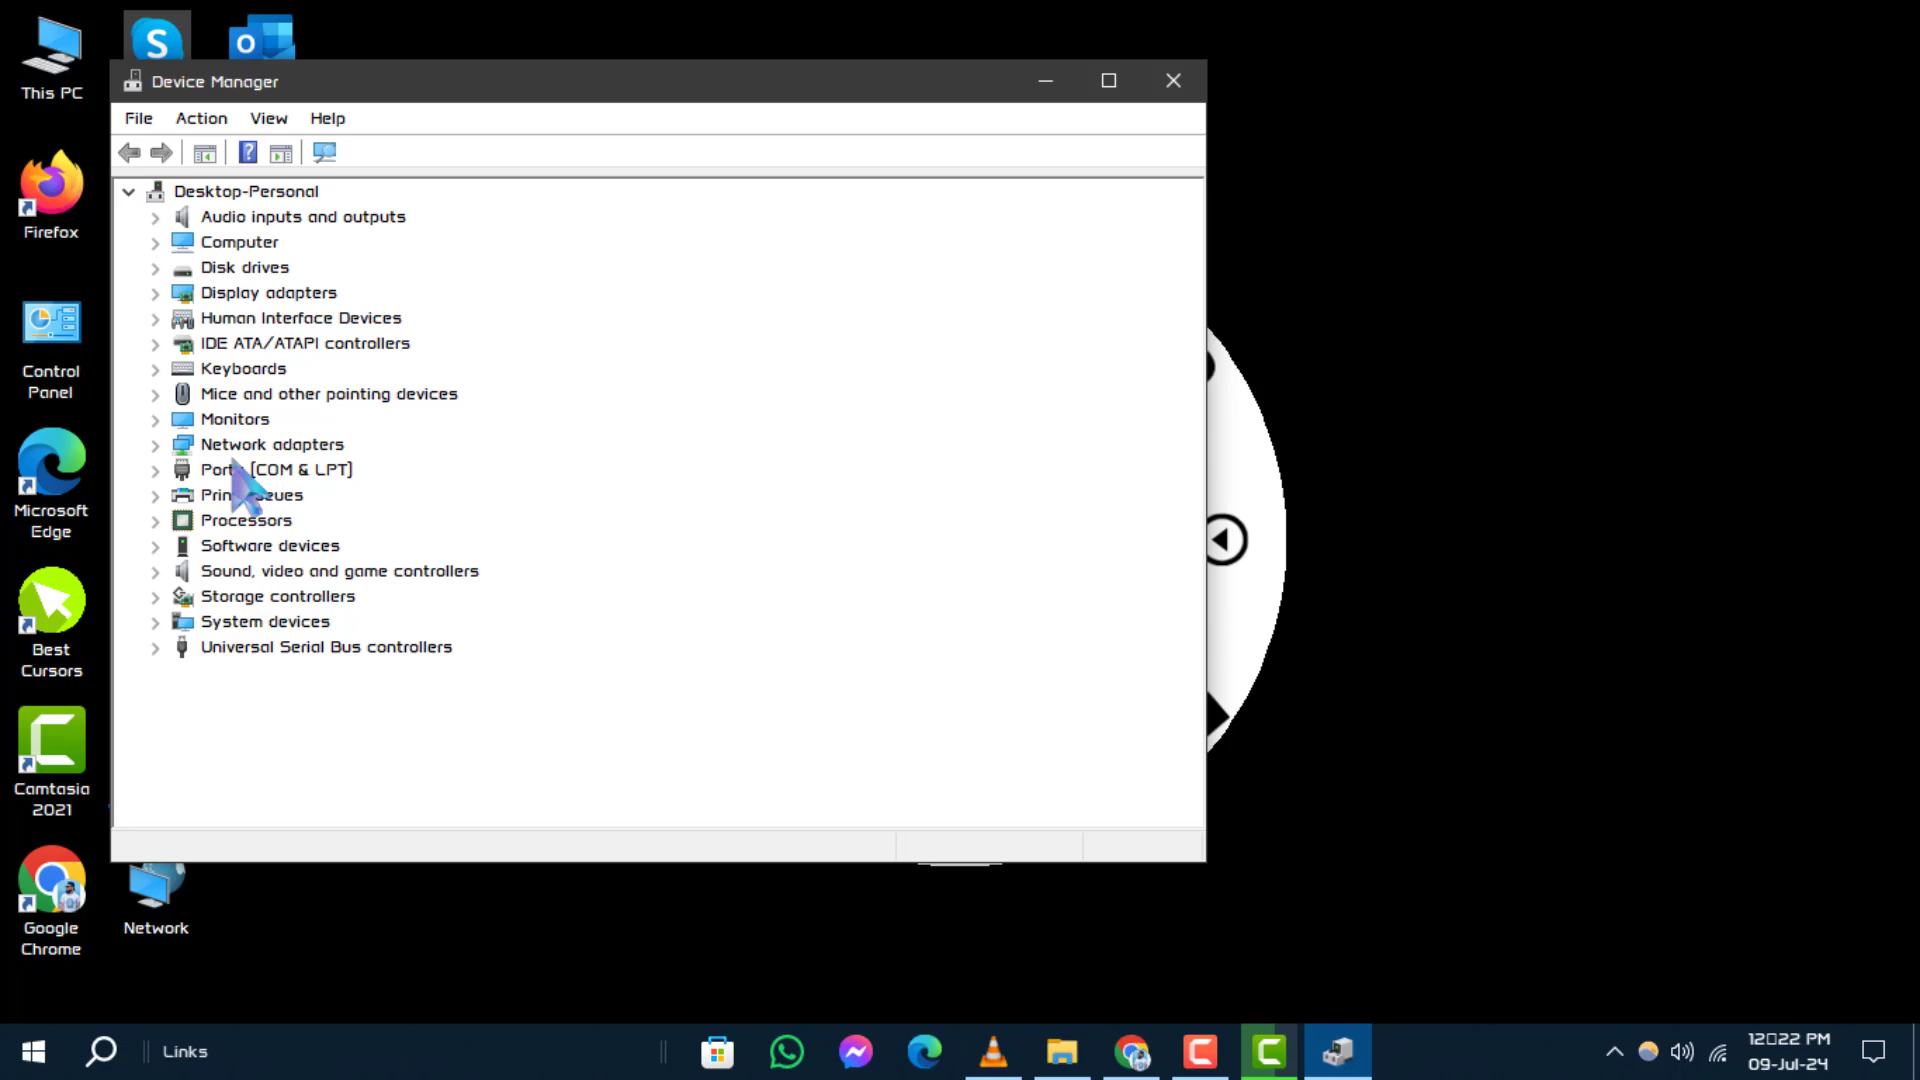 This PC
Firefox
Control
Panel
Microsoft
Edge
Best
Cursors
Camtasia
2021
Google
Chrome
Network
Device Manager
File Action View Help
Desktop-Personal
Audio inputs and outputs
Computer
Disk drives
Display adapters
Human Interface Devices
IDE ATA/ATAPI controllers
Keyboards
Mice and other pointing devices
Monitors
Network adapters
[COM & LPT]
Processors
Software devices
Sound, video and game controllers
Storage controllers
System devices
Universal Serial Bus controllers
Links
12▯22 PM
09-Jul-24